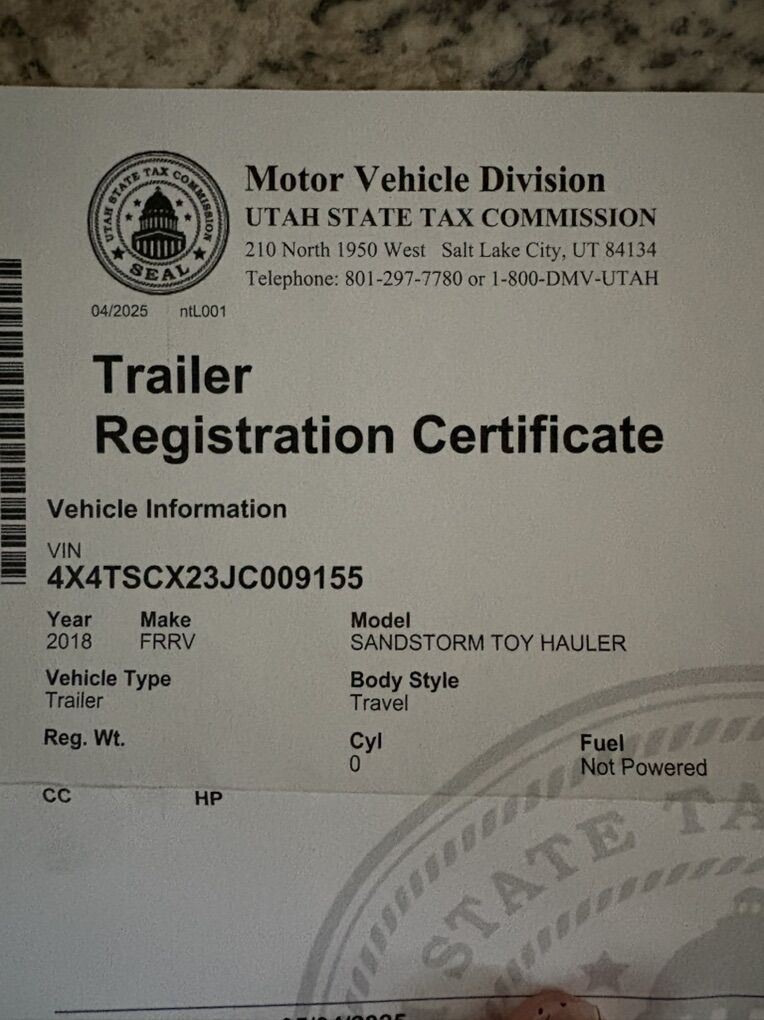 UTAH STATE TAX COMMISSION
SEAL
Motor Vehicle Division
UTAH STATE TAX COMMISSION
210 North 1950 West Salt Lake City, UT 84134
Telephone: 801-297-7780 or 1-800-DMV-UTAH
04/2025 ntL001
Trailer
Registration Certificate
Vehicle Information
VIN
4X4TSCX23JC009155
Year Make Model
2018 FRRV SANDSTORM TOY HAULER
Vehicle Type Body Style
Trailer Travel
Reg. Wt. Cyl Fuel
0 Not Powered
CC HP
STATE TA